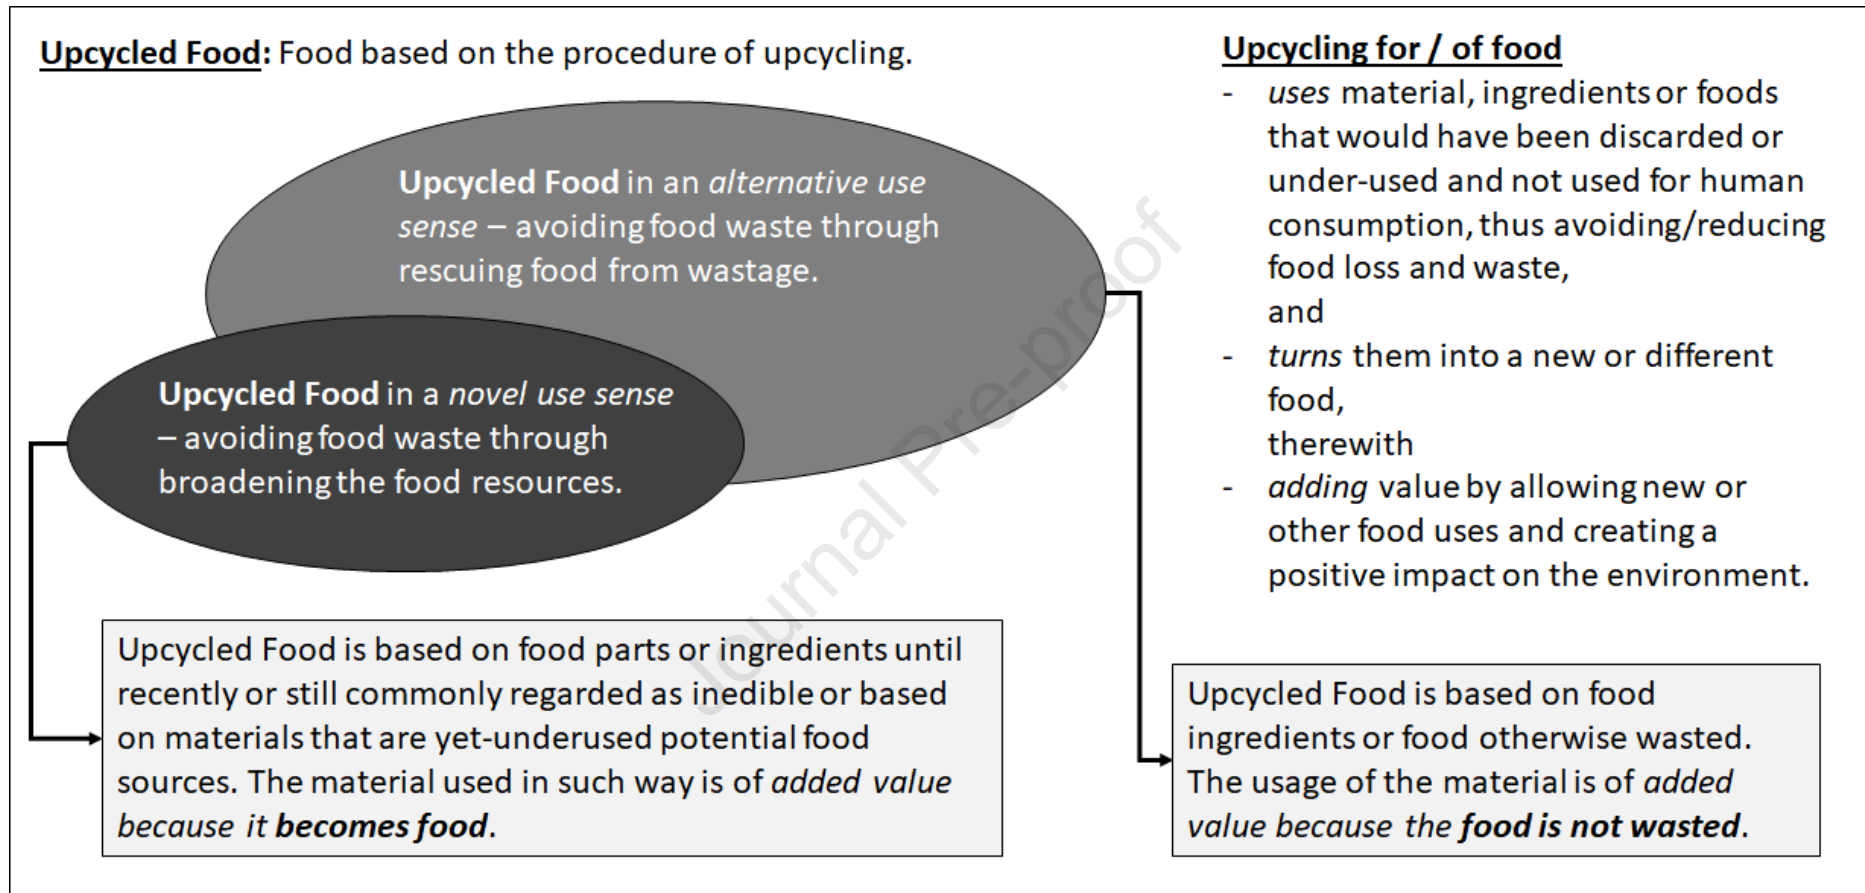 Upcycled Food: Food based on the procedure of upcycling.
Upcycled Food in an alternative use
sense – avoiding food waste through
rescuing food from wastage.
Upcycled Food in a novel use sense
– avoiding food waste through
broadening the food resources.
Upcycled Food is based on food parts or ingredients until
recently or still commonly regarded as inedible or based
on materials that are yet-underused potential food
sources. The material used in such way is of added value
because it becomes food.
Upcycling for / of food
- uses material, ingredients or foods
that would have been discarded or
under-used and not used for human
consumption, thus avoiding/reducing
food loss and waste,
and
- turns them into a new or different
food,
therewith
- adding value by allowing new or
other food uses and creating a
positive impact on the environment.
Upcycled Food is based on food
ingredients or food otherwise wasted.
The usage of the material is of added
value because the food is not wasted.
Journal Pre-proof